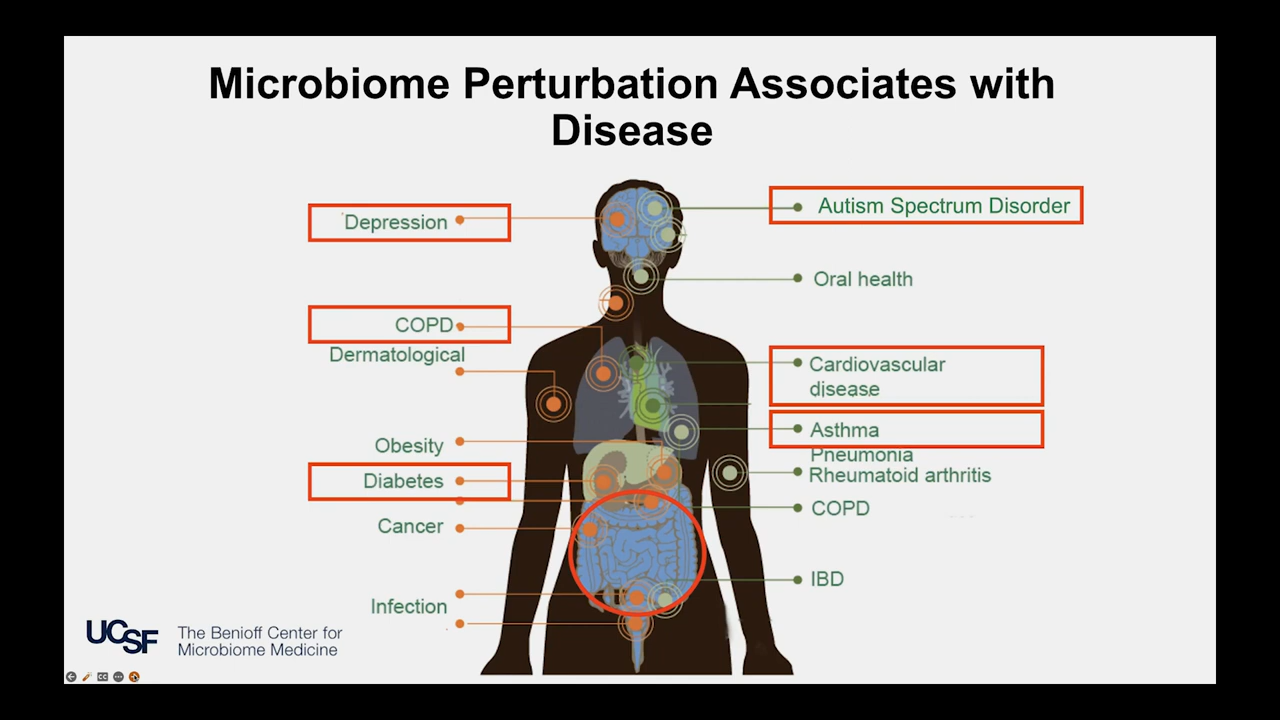 Microbiome Perturbation Associates with
Disease
Depression
COPD
Dermatological
Obesity
Diabetes
Cancer
Infection
Autism Spectrum Disorder
Oral health
Cardiovascular
disease
Asthma
Pneumonia
Rheumatoid arthritis
COPD
IBD
UCSF
The Benioff Center for
Microbiome Medicine